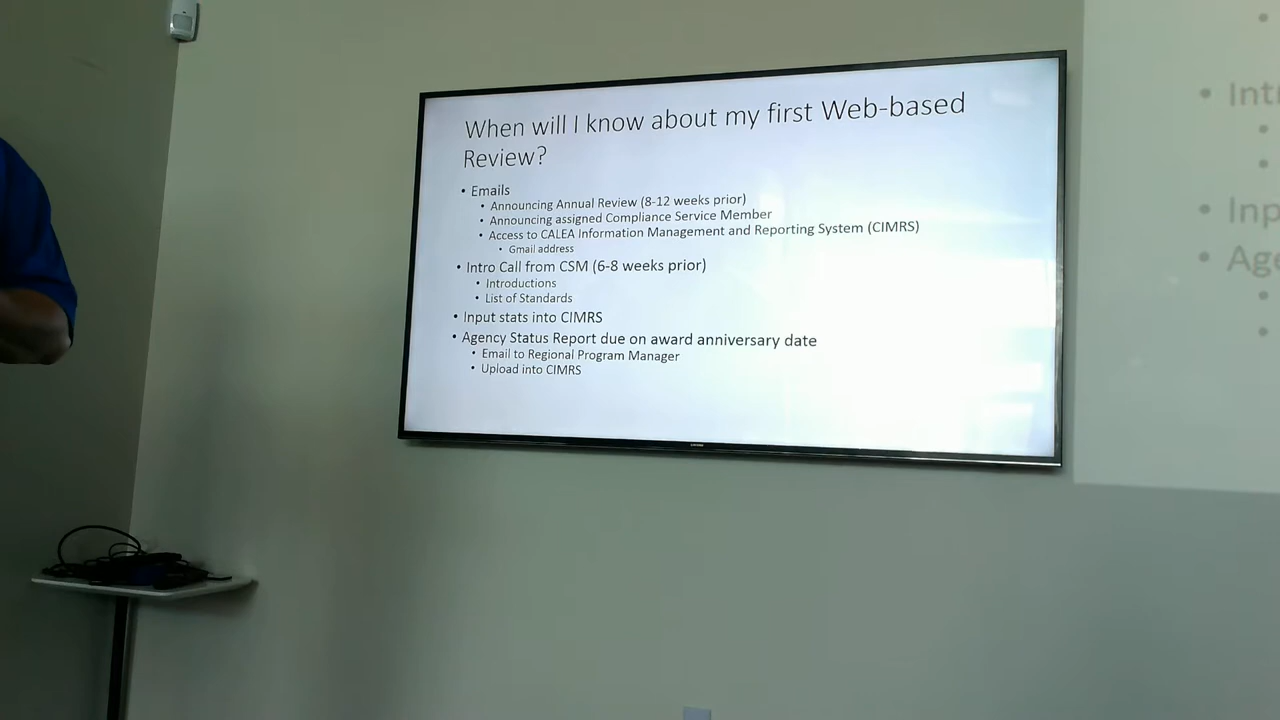 When will I know about my first Web-based
Review?
• Emails
• Announcing Annual Review (8-12 weeks prior)
• Announcing assigned Compliance Service Member
• Access to CALEA Information Management and Reporting System (CIMRS)
• Gmail address
• Intro Call from CSM (6-8 weeks prior)
• Introductions
• List of Standards
• Input stats into CIMRS
• Agency Status Report due on award anniversary date
• Email to Regional Program Manager
• Upload into CIMRS